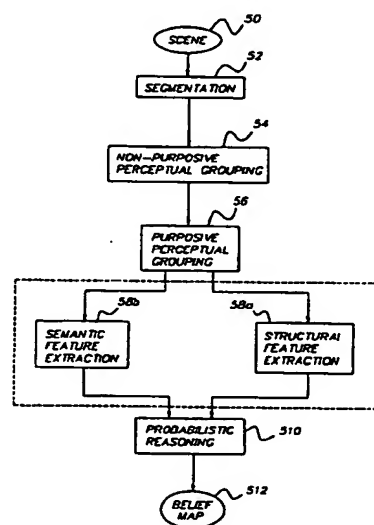 50
SCENE
52
SEGMENTATION
54
NON-PURPOSIVE
PERCEPTUAL GROUPING
56
PURPOSIVE
PERCEPTUAL
GROUPING
58b
58a
SEMANTIC
FEATURE
EXTRACTION
STRUCTURAL
FEATURE
EXTRACTION
PROBABILISTIC
REASONING
510
512
BELIEF
MAP